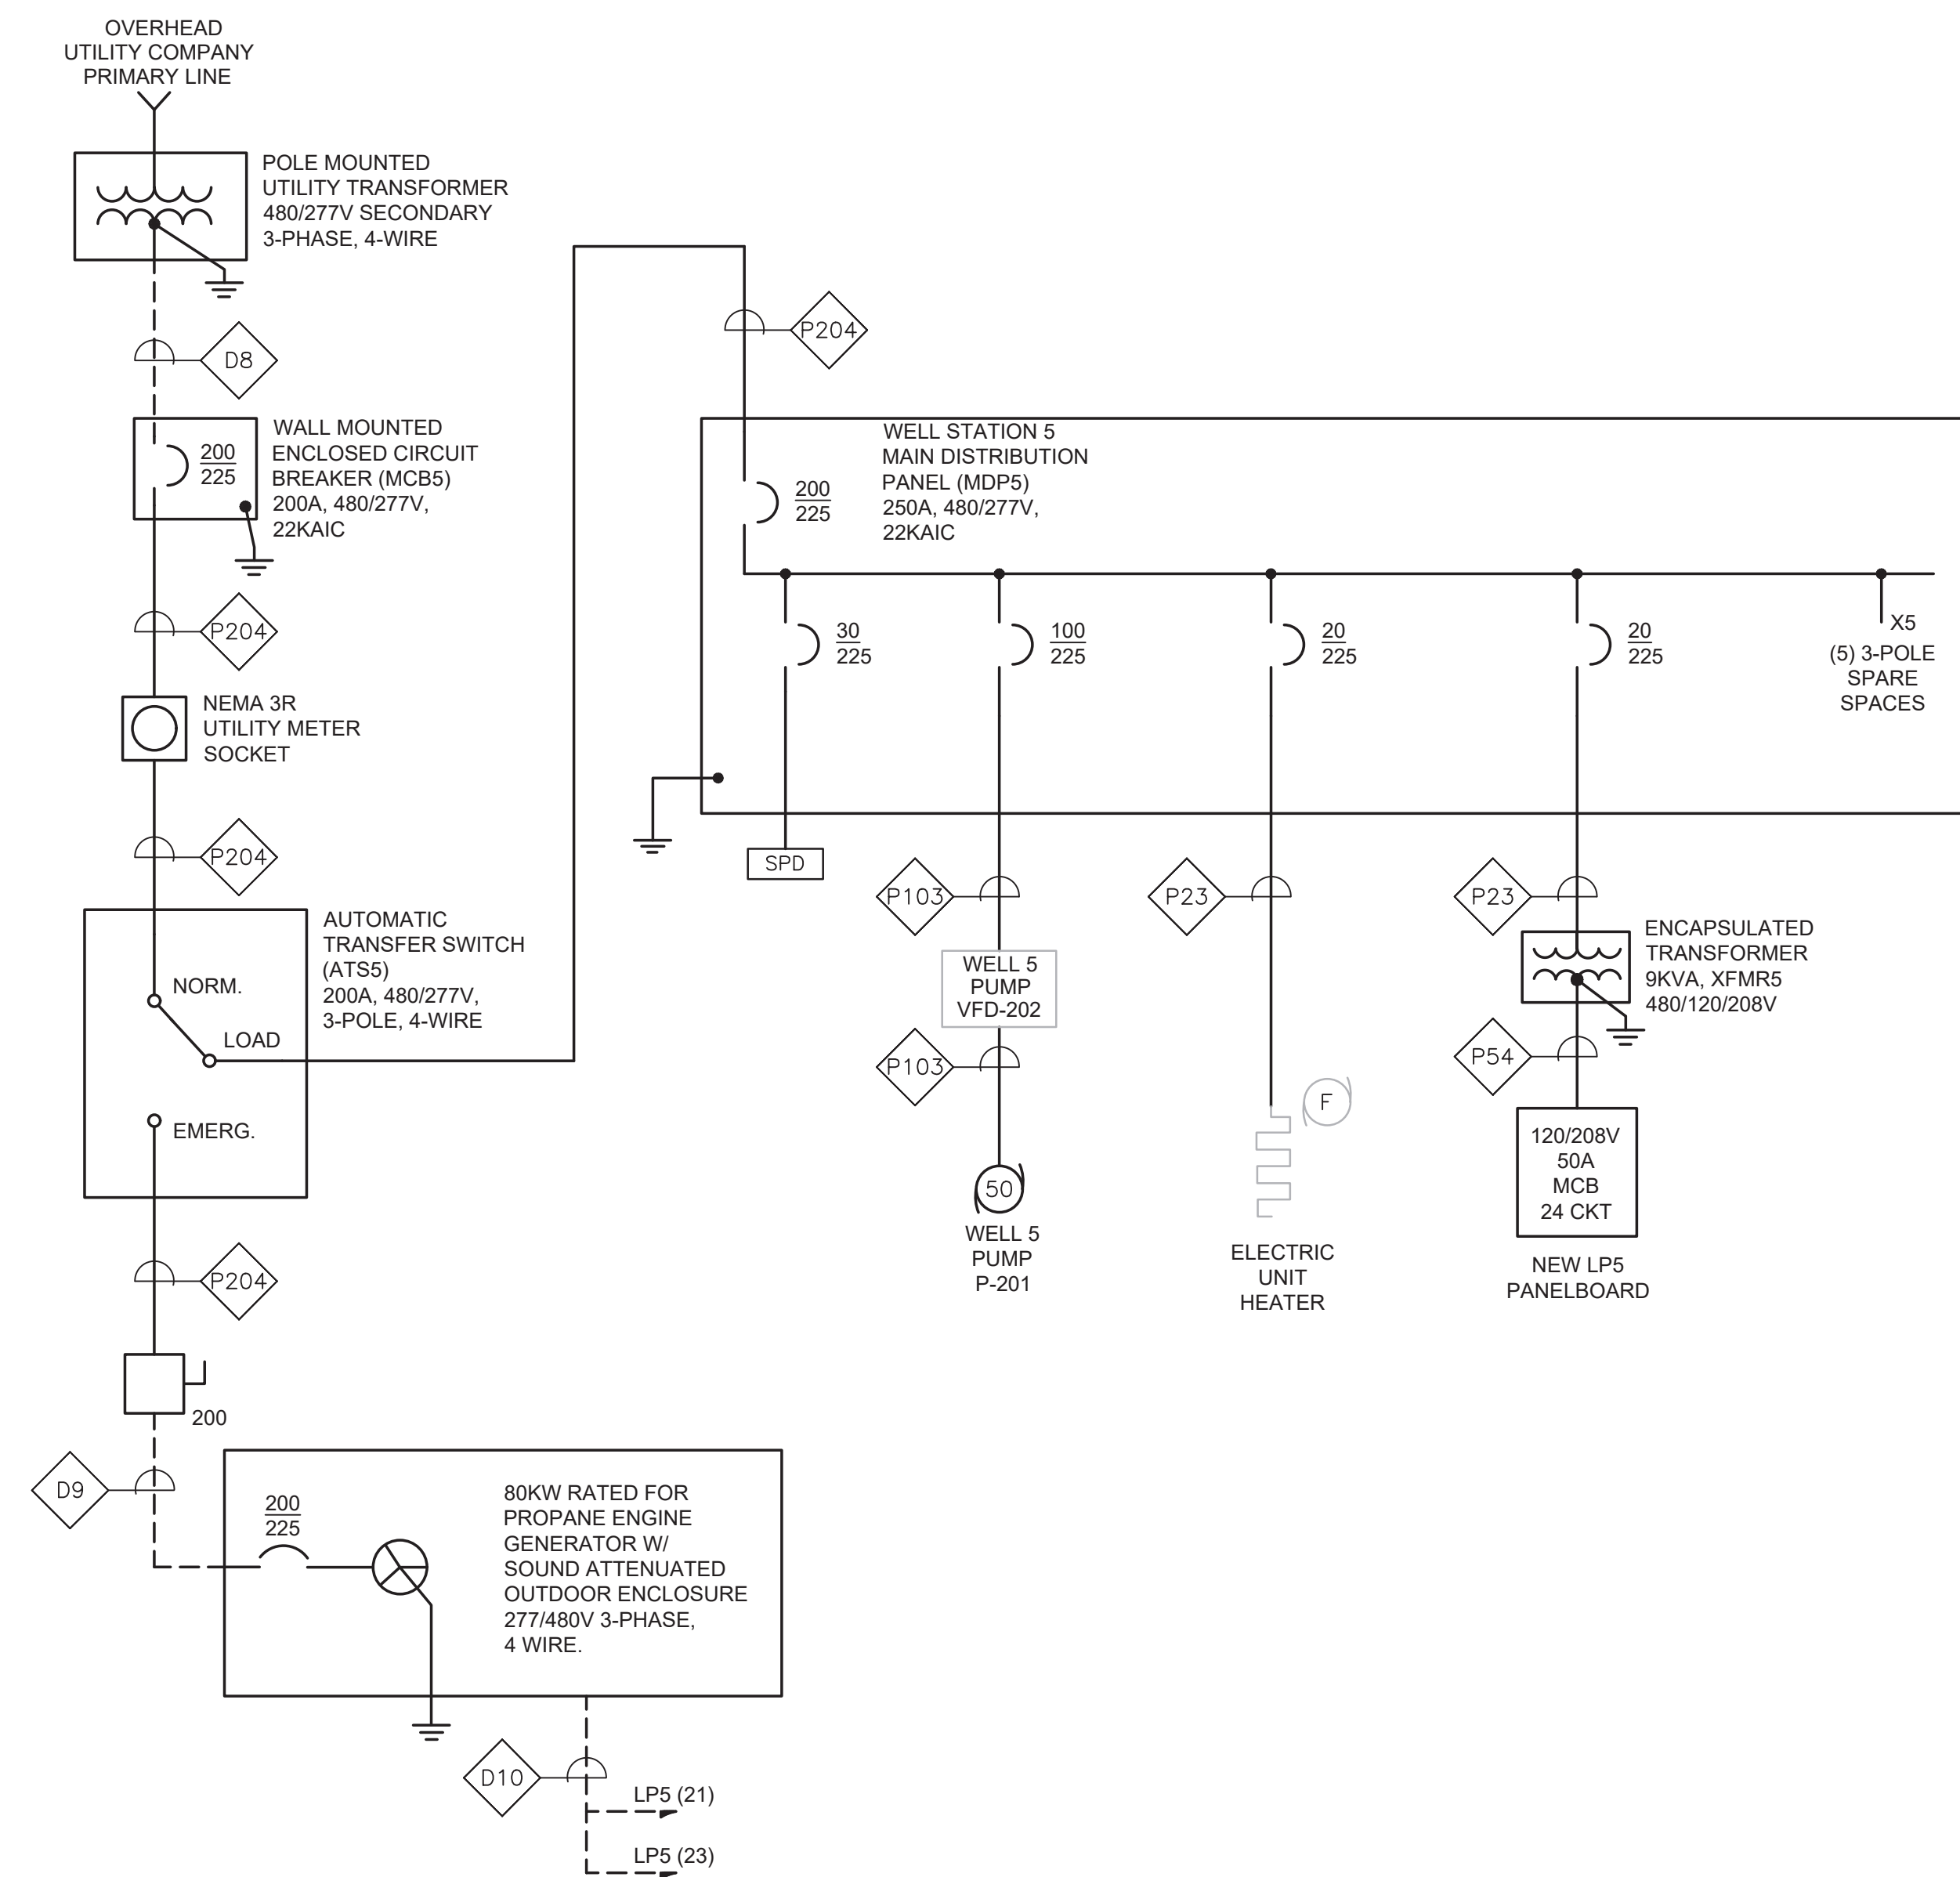 OVERHEAD
UTILITY COMPANY
PRIMARY LINE
POLE MOUNTED
UTILITY TRANSFORMER
480/277V SECONDARY
3-PHASE, 4-WIRE
D8
WALL MOUNTED
ENCLOSED CIRCUIT
BREAKER (MCB5)
200A, 480/277V,
22KAIC
200
225
P204
NEMA 3R
UTILITY METER
SOCKET
P204
AUTOMATIC
TRANSFER SWITCH
(ATS5)
200A, 480/277V,
3-POLE, 4-WIRE
NORM.
LOAD
EMERG.
P204
200
D9
200
225
80KW RATED FOR
PROPANE ENGINE
GENERATOR W/
SOUND ATTENUATED
OUTDOOR ENCLOSURE
277/480V 3-PHASE,
4 WIRE.
D10
LP5 (21)
LP5 (23)
P204
WELL STATION 5
MAIN DISTRIBUTION
PANEL (MDP5)
250A, 480/277V,
22KAIC
200
225
30
225
SPD
100
225
P103
WELL 5
PUMP
VFD-202
P103
50
WELL 5
PUMP
P-201
20
225
P23
F
ELECTRIC
UNIT
HEATER
20
225
P23
ENCAPSULATED
TRANSFORMER
9KVA, XFMR5
480/120/208V
P54
120/208V
50A
MCB
24 CKT
NEW LP5
PANELBOARD
X5
(5) 3-POLE
SPARE
SPACES